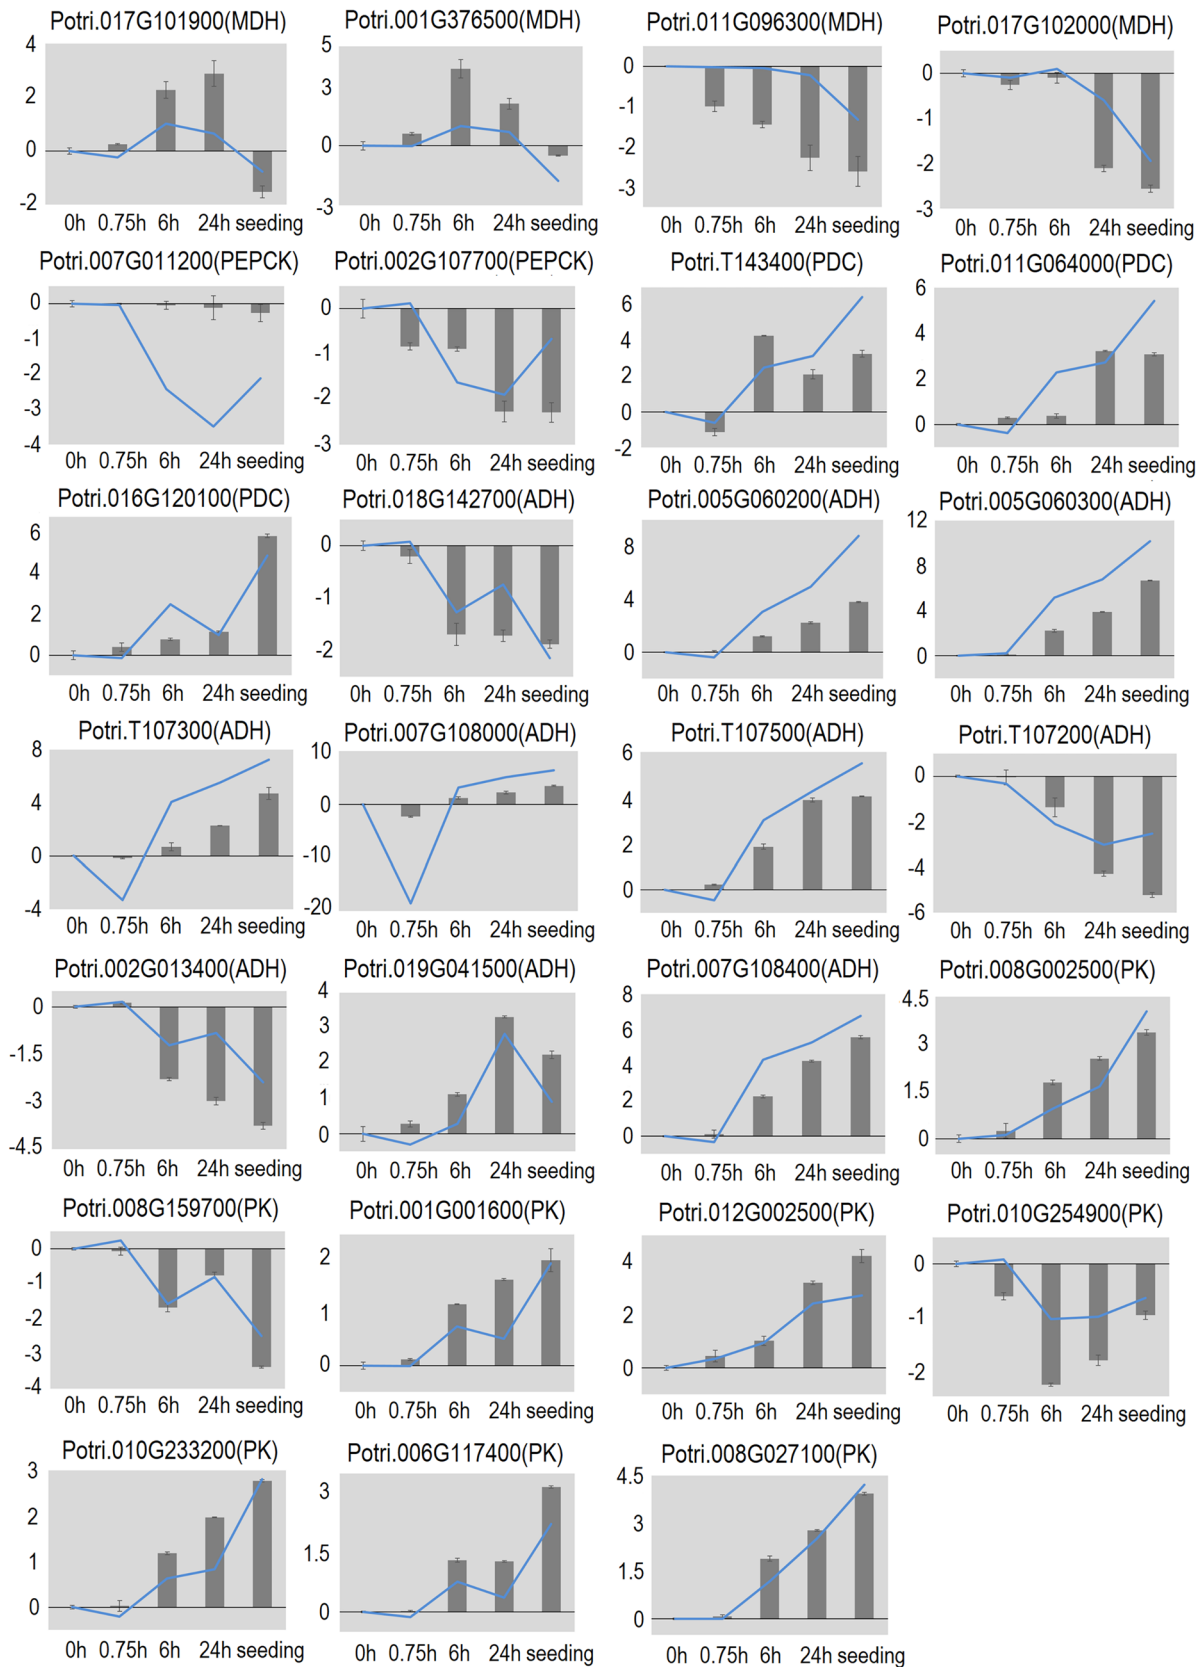 Potri.017G101900(MDH)
4
2
0
-2
0h 0.75h 6h 24h seeding
Potri.001G376500(MDH)
5
3
0
-3
0h 0.75h 6h 24h seeding
Potri.011G096300(MDH)
0
-1
-2
-3
0h 0.75h 6h 24h seeding
Potri.017G102000(MDH)
0
-1
-2
-3
0h 0.75h 6h 24h seeding
Potri.007G011200(PEPCK)
0
-1
-2
-3
-4
0h 0.75h 6h 24h seeding
Potri.002G107700(PEPCK)
0
-1
-2
-3
0h 0.75h 6h 24h seeding
Potri.T143400(PDC)
6
4
2
0
-2
0h 0.75h 6h 24h seeding
Potri.011G064000(PDC)
6
4
2
0
0h 0.75h 6h 24h seeding
Potri.016G120100(PDC)
6
4
2
0
0h 0.75h 6h 24h seeding
Potri.018G142700(ADH)
0
-1
-2
0h 0.75h 6h 24h seeding
Potri.005G060200(ADH)
8
4
0
0h 0.75h 6h 24h seeding
Potri.005G060300(ADH)
12
8
4
0
0h 0.75h 6h 24h seeding
Potri.T107300(ADH)
8
4
0
-4
0h 0.75h 6h 24h seeding
Potri.007G108000(ADH)
10
0
-10
-20
0h 0.75h 6h 24h seeding
Potri.T107500(ADH)
6
4
2
0
0h 0.75h 6h 24h seeding
Potri.T107200(ADH)
0
-2
-4
-6
0h 0.75h 6h 24h seeding
Potri.002G013400(ADH)
0
-1.5
-3
-4.5
0h 0.75h 6h 24h seeding
Potri.019G041500(ADH)
4
3
2
1
0
0h 0.75h 6h 24h seeding
Potri.007G108400(ADH)
8
6
4
2
0
0h 0.75h 6h 24h seeding
Potri.008G002500(PK)
4.5
3
1.5
0
0h 0.75h 6h 24h seeding
Potri.008G159700(PK)
0
-1
-2
-3
-4
0h 0.75h 6h 24h seeding
Potri.001G001600(PK)
2
1
0
0h 0.75h 6h 24h seeding
Potri.012G002500(PK)
4
2
0
0h 0.75h 6h 24h seeding
Potri.010G254900(PK)
0
-1
-2
0h 0.75h 6h 24h seeding
Potri.010G233200(PK)
3
2
1
0
0h 0.75h 6h 24h seeding
Potri.006G117400(PK)
3
1.5
0
0h 0.75h 6h 24h seeding
Potri.008G027100(PK)
4.5
3
1.5
0
0h 0.75h 6h 24h seeding